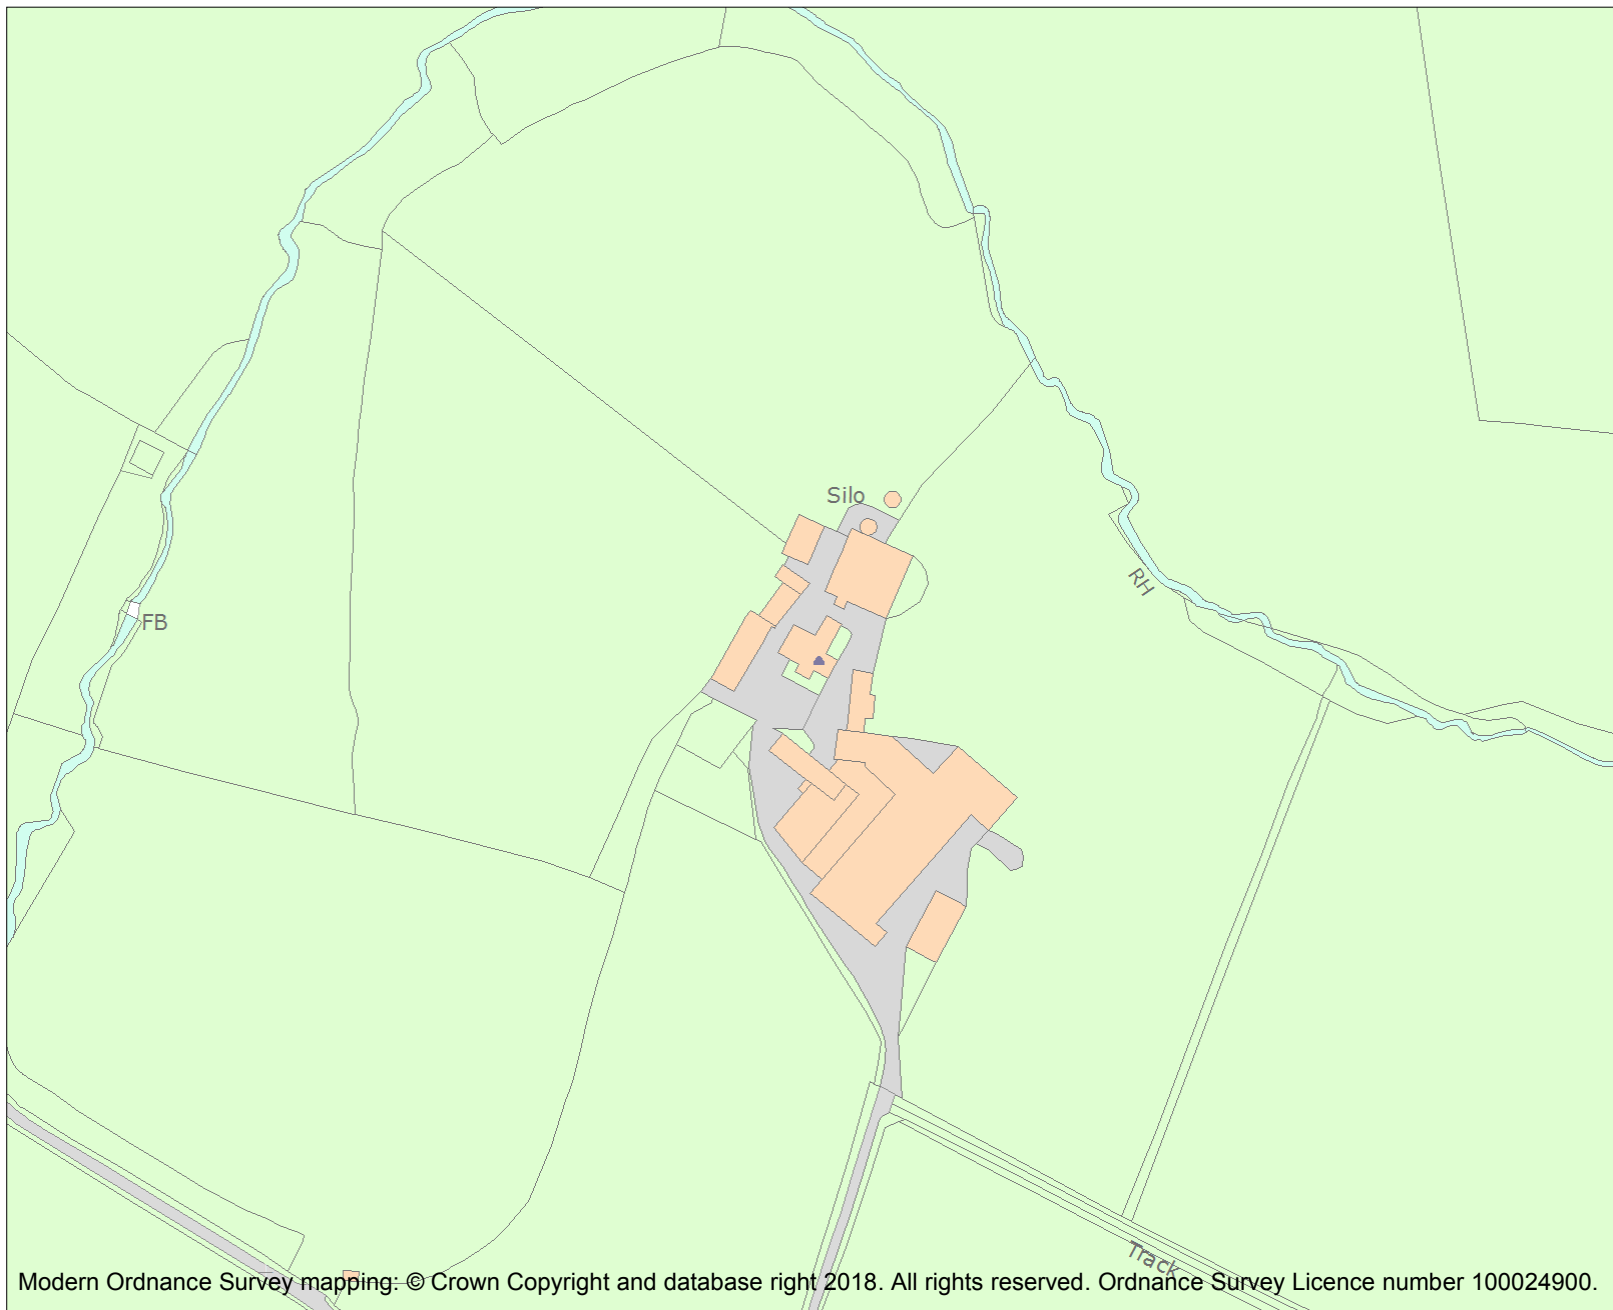 Silo
RH
FB
Track
Modern Ordnance Survey mapping: © Crown Copyright and database right 2018. All rights reserved. Ordnance Survey Licence number 100024900.